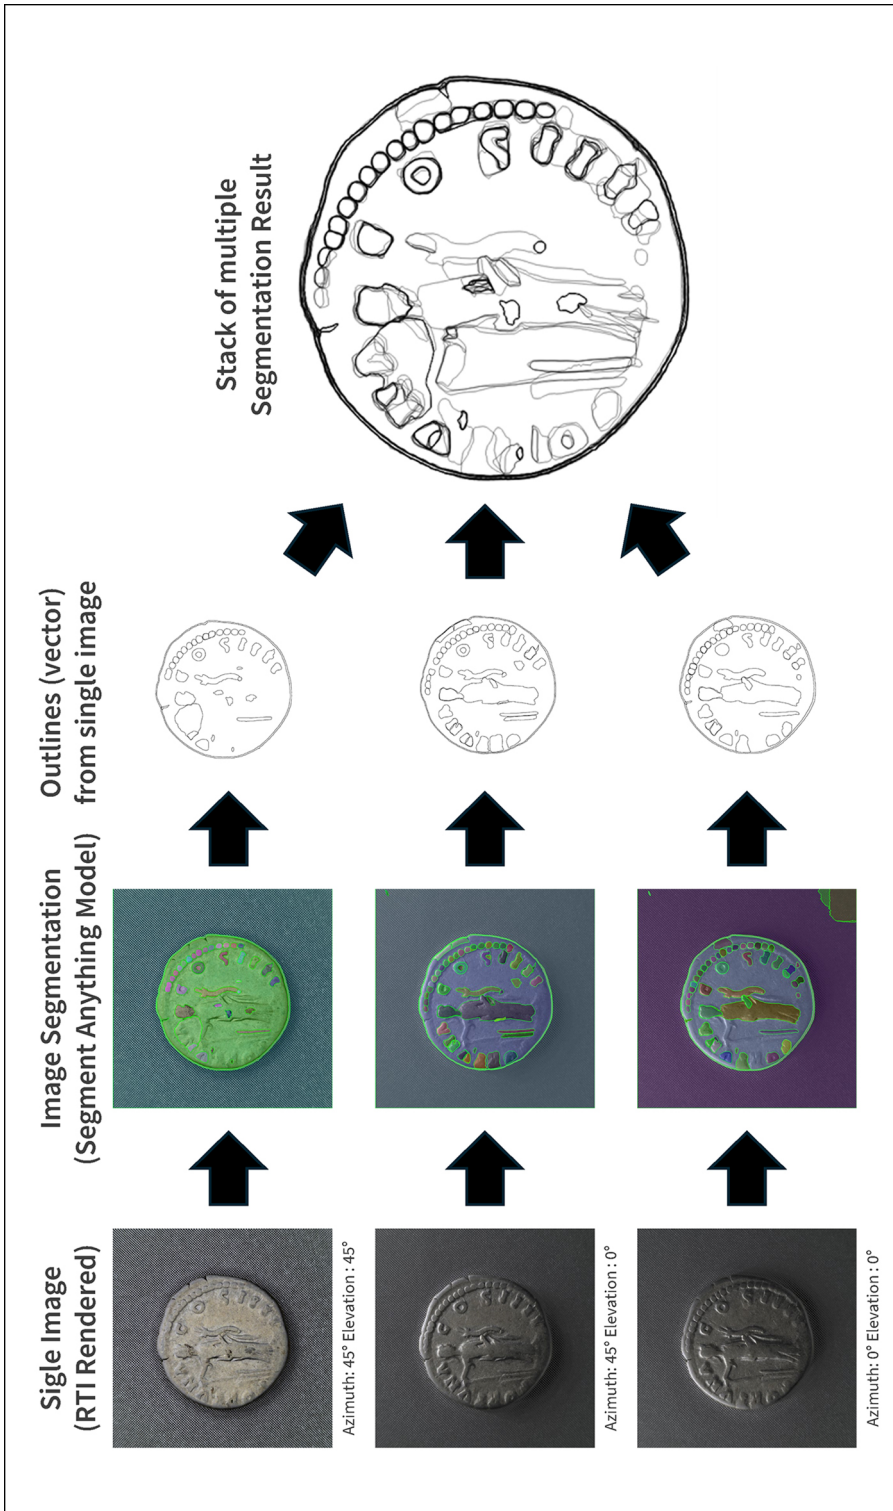 Sigle Image
(RTI Rendered)
Image Segmentation
(Segment Anything Model)
Outlines (vector)
from single image
Stack of multiple
Segmentation Result
Azimuth: 45° Elevation : 45°
Azimuth: 45° Elevation : 0°
Azimuth: 0° Elevation : 0°